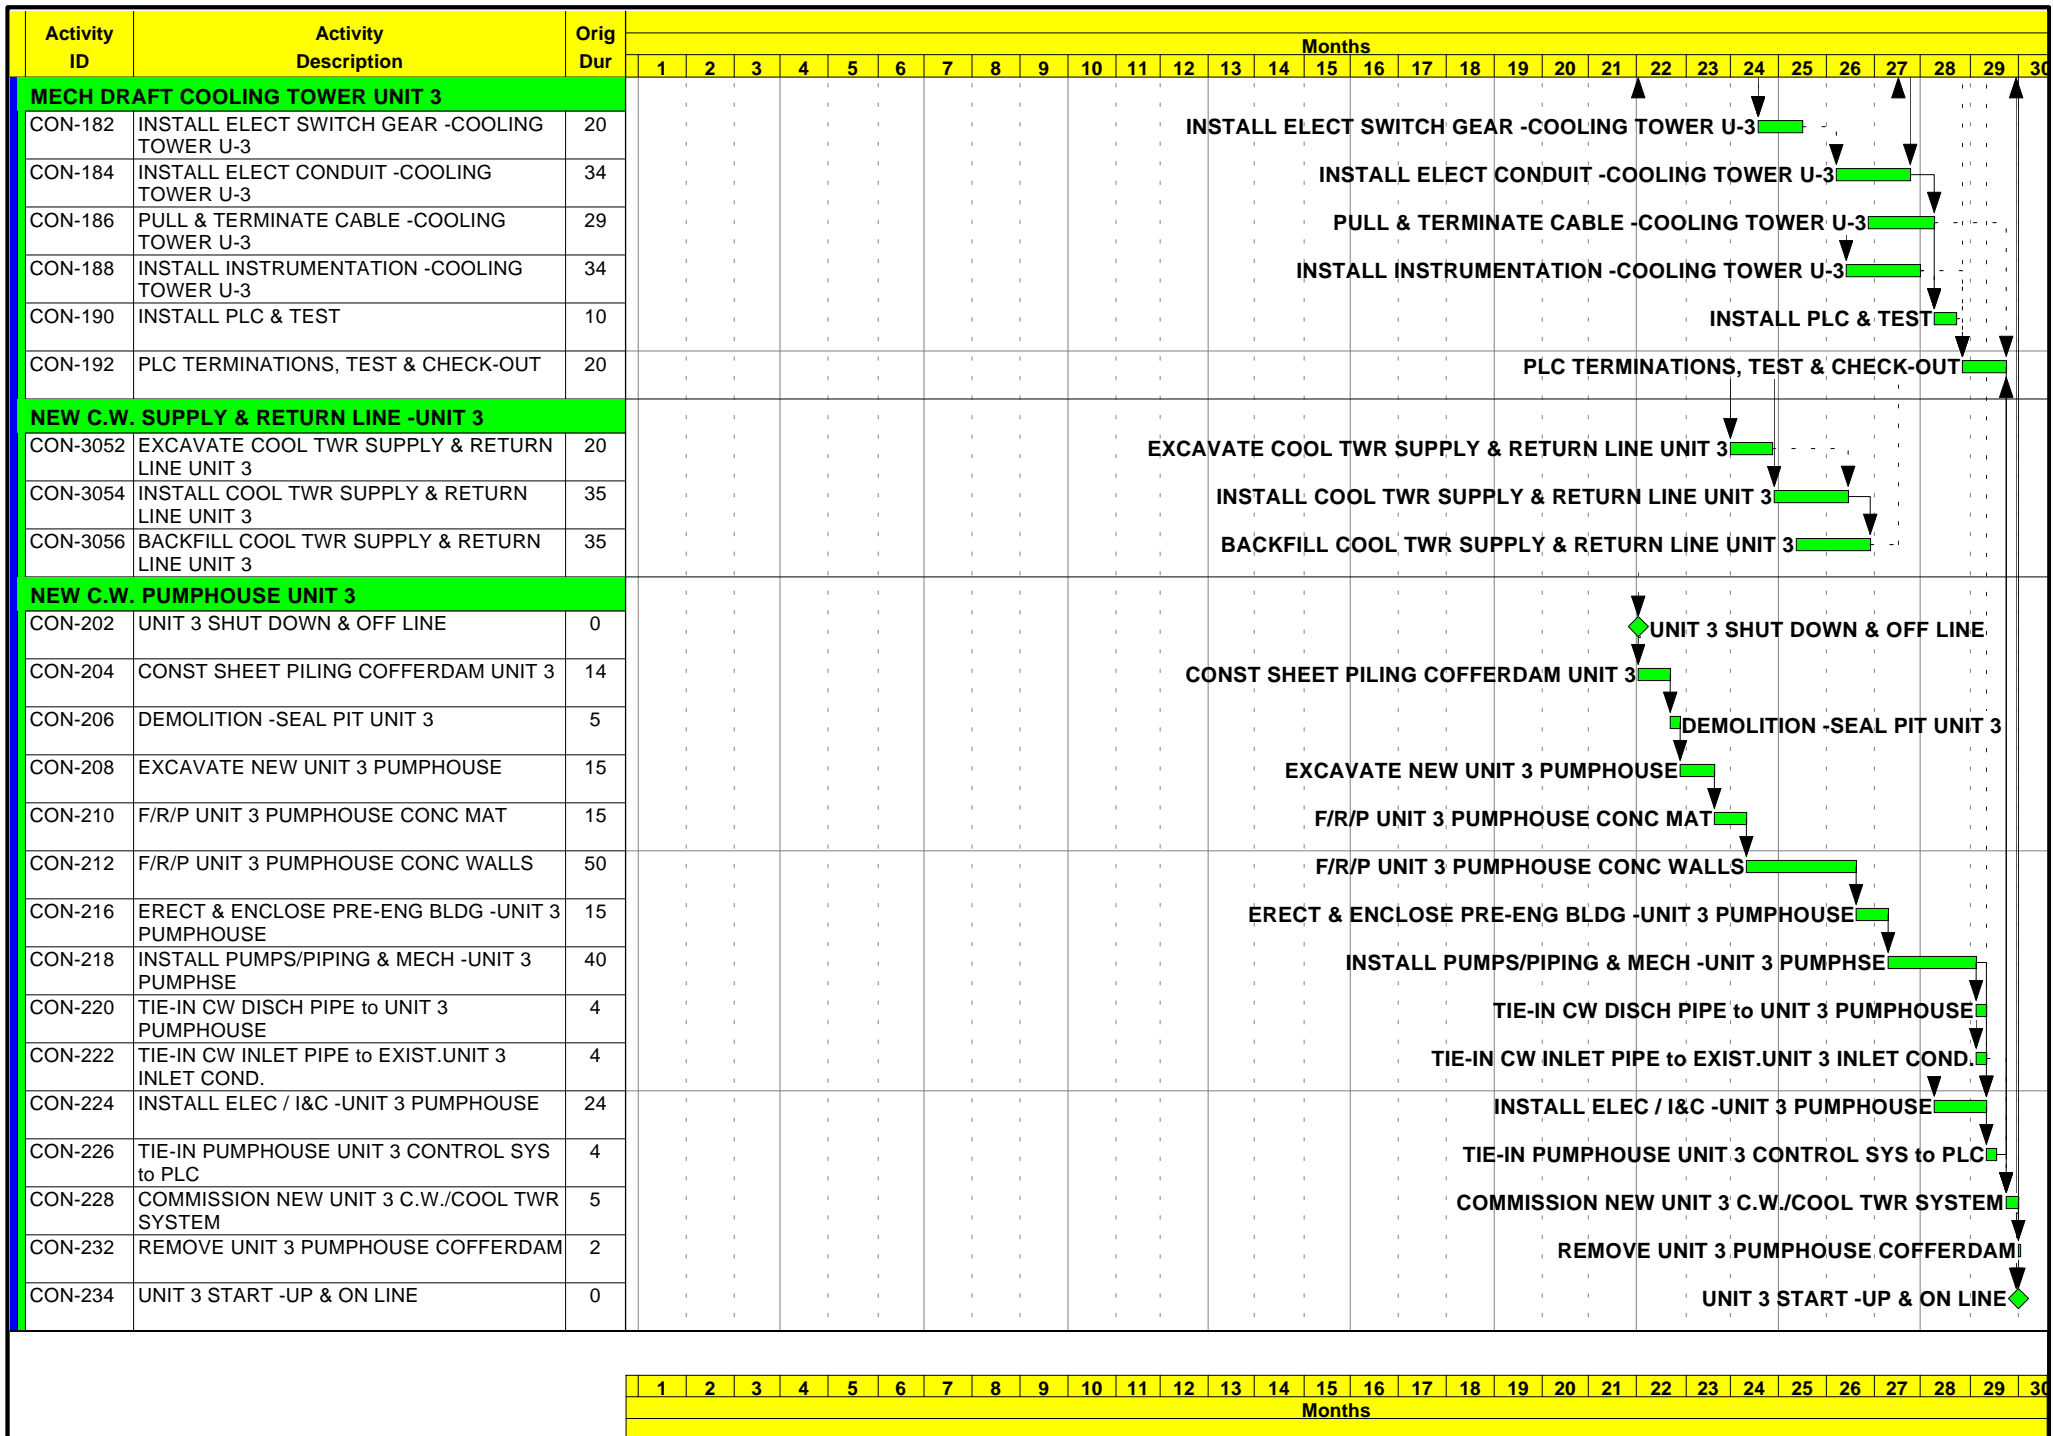 Activity Activity Orig
Months
ID Description Dur
1 2 3 4 5 6 7 8 9 10 11 12 13 14 15 16 17 18 19 20 21 22 23 24 25 26 27 28 29 30
MECH DRAFT COOLING TOWER UNIT 3
CON-182 INSTALL ELECT SWITCH GEAR -COOLING 20 INSTALL ELECT SWITCH GEAR -COOLING TOWER U-3
TOWER U-3
CON-184 INSTALL ELECT CONDUIT -COOLING 34 INSTALL ELECT CONDUIT -COOLING TOWER U-3
TOWER U-3
CON-186 PULL & TERMINATE CABLE -COOLING 29 PULL & TERMINATE CABLE -COOLING TOWER U-3
TOWER U-3
CON-188 INSTALL INSTRUMENTATION -COOLING 34 INSTALL INSTRUMENTATION -COOLING TOWER U-3
TOWER U-3
CON-190 INSTALL PLC & TEST 10 INSTALL PLC & TEST
CON-192 PLC TERMINATIONS, TEST & CHECK-OUT 20 PLC TERMINATIONS, TEST & CHECK-OUT
NEW C.W. SUPPLY & RETURN LINE -UNIT 3
CON-3052 EXCAVATE COOL TWR SUPPLY & RETURN 20 EXCAVATE COOL TWR SUPPLY & RETURN LINE UNIT 3
LINE UNIT 3
CON-3054 INSTALL COOL TWR SUPPLY & RETURN 35 INSTALL COOL TWR SUPPLY & RETURN LINE UNIT 3
LINE UNIT 3
CON-3056 BACKFILL COOL TWR SUPPLY & RETURN 35 BACKFILL COOL TWR SUPPLY & RETURN LINE UNIT 3
LINE UNIT 3
NEW C.W. PUMPHOUSE UNIT 3
CON-202 UNIT 3 SHUT DOWN & OFF LINE 0 UNIT 3 SHUT DOWN & OFF LINE
CON-204 CONST SHEET PILING COFFERDAM UNIT 3 14 CONST SHEET PILING COFFERDAM UNIT 3
CON-206 DEMOLITION -SEAL PIT UNIT 3 5 DEMOLITION -SEAL PIT UNIT 3
CON-208 EXCAVATE NEW UNIT 3 PUMPHOUSE 15 EXCAVATE NEW UNIT 3 PUMPHOUSE
CON-210 F/R/P UNIT 3 PUMPHOUSE CONC MAT 15 F/R/P UNIT 3 PUMPHOUSE CONC MAT
CON-212 F/R/P UNIT 3 PUMPHOUSE CONC WALLS 50 F/R/P UNIT 3 PUMPHOUSE CONC WALLS
CON-216 ERECT & ENCLOSE PRE-ENG BLDG -UNIT 3 15 ERECT & ENCLOSE PRE-ENG BLDG -UNIT 3 PUMPHOUSE
PUMPHOUSE
CON-218 INSTALL PUMPS/PIPING & MECH -UNIT 3 40 INSTALL PUMPS/PIPING & MECH -UNIT 3 PUMPHSE
PUMPHSE
CON-220 TIE-IN CW DISCH PIPE to UNIT 3 4 TIE-IN CW DISCH PIPE to UNIT 3 PUMPHOUSE
PUMPHOUSE
CON-222 TIE-IN CW INLET PIPE to EXIST.UNIT 3 4 TIE-IN CW INLET PIPE to EXIST.UNIT 3 INLET COND.
INLET COND.
CON-224 INSTALL ELEC / I&C -UNIT 3 PUMPHOUSE 24 INSTALL ELEC / I&C -UNIT 3 PUMPHOUSE
CON-226 TIE-IN PUMPHOUSE UNIT 3 CONTROL SYS 4 TIE-IN PUMPHOUSE UNIT 3 CONTROL SYS to PLC
to PLC
CON-228 COMMISSION NEW UNIT 3 C.W./COOL TWR 5 COMMISSION NEW UNIT 3 C.W./COOL TWR SYSTEM
SYSTEM
CON-232 REMOVE UNIT 3 PUMPHOUSE COFFERDAM 2 REMOVE UNIT 3 PUMPHOUSE COFFERDAM
CON-234 UNIT 3 START -UP & ON LINE 0 UNIT 3 START -UP & ON LINE
1 2 3 4 5 6 7 8 9 10 11 12 13 14 15 16 17 18 19 20 21 22 23 24 25 26 27 28 29 30
Months